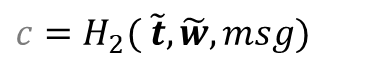 c = H₂( t̃, w̃, msg)